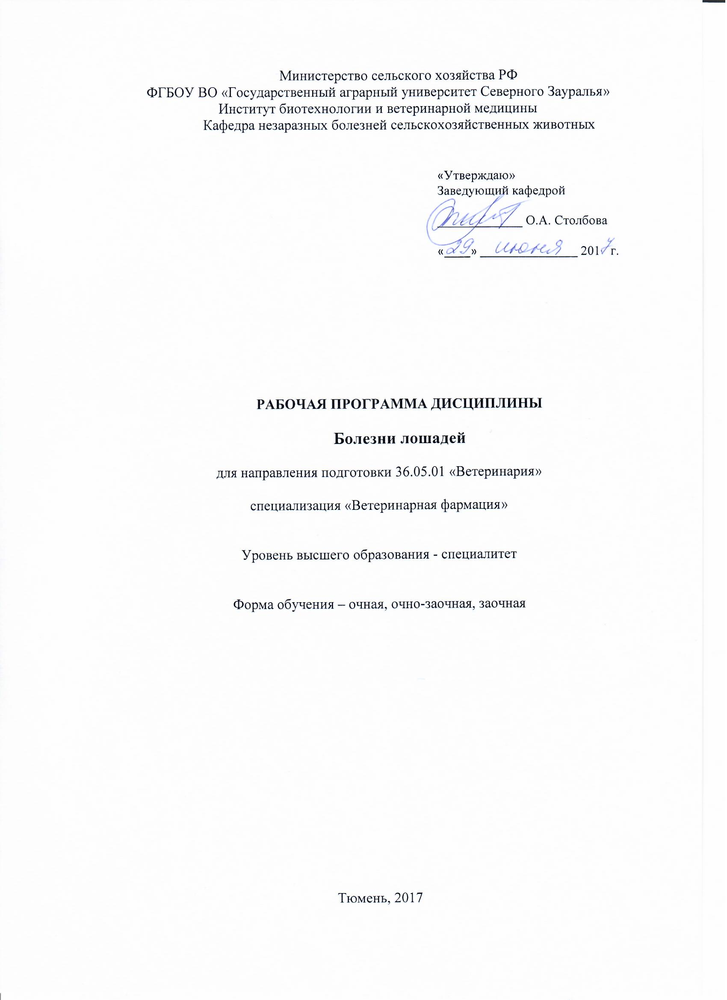 Министерство сельского хозяйства РФ
ФГБОУ ВО «Государственный аграрный университет Северного Зауралья»
Институт биотехнологии и ветеринарной медицины
Кафедра незаразных болезней сельскохозяйственных животных
«Утверждаю»
Заведующий кафедрой
О.А. Столбова
«29» июня 2017 г.
РАБОЧАЯ ПРОГРАММА ДИСЦИПЛИНЫ
Болезни лошадей
для направления подготовки 36.05.01 «Ветеринария»
специализация «Ветеринарная фармация»
Уровень высшего образования - специалитет
Форма обучения – очная, очно-заочная, заочная
Тюмень, 2017